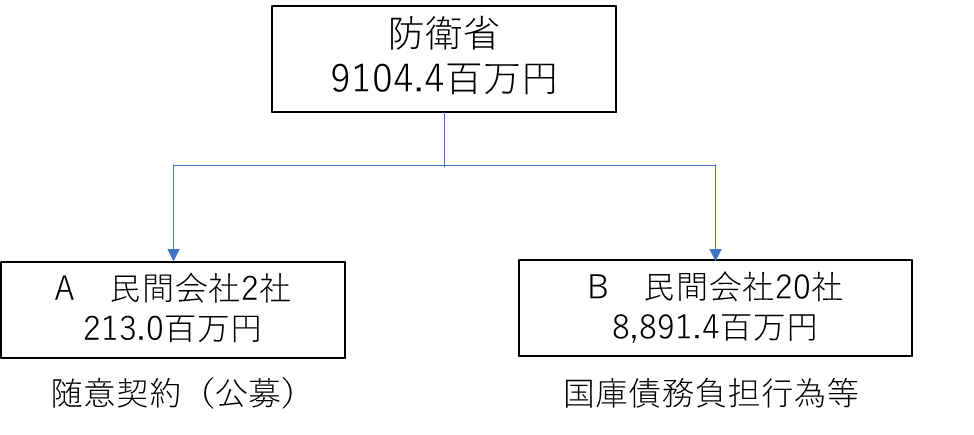 防衛省
9104.4百万円
A　民間会社2社
213.0百万円
随意契約（公募）
B　民間会社20社
8,891.4百万円
国庫債務負担行為等